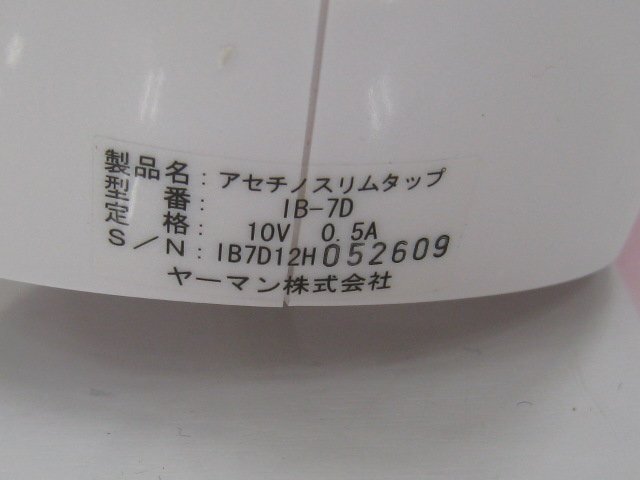 製品名：アセチノスリムタップ
型番：IB-7D
定格：10V 0.5A
S/N：IB7D12H052609
ヤーマン株式会社